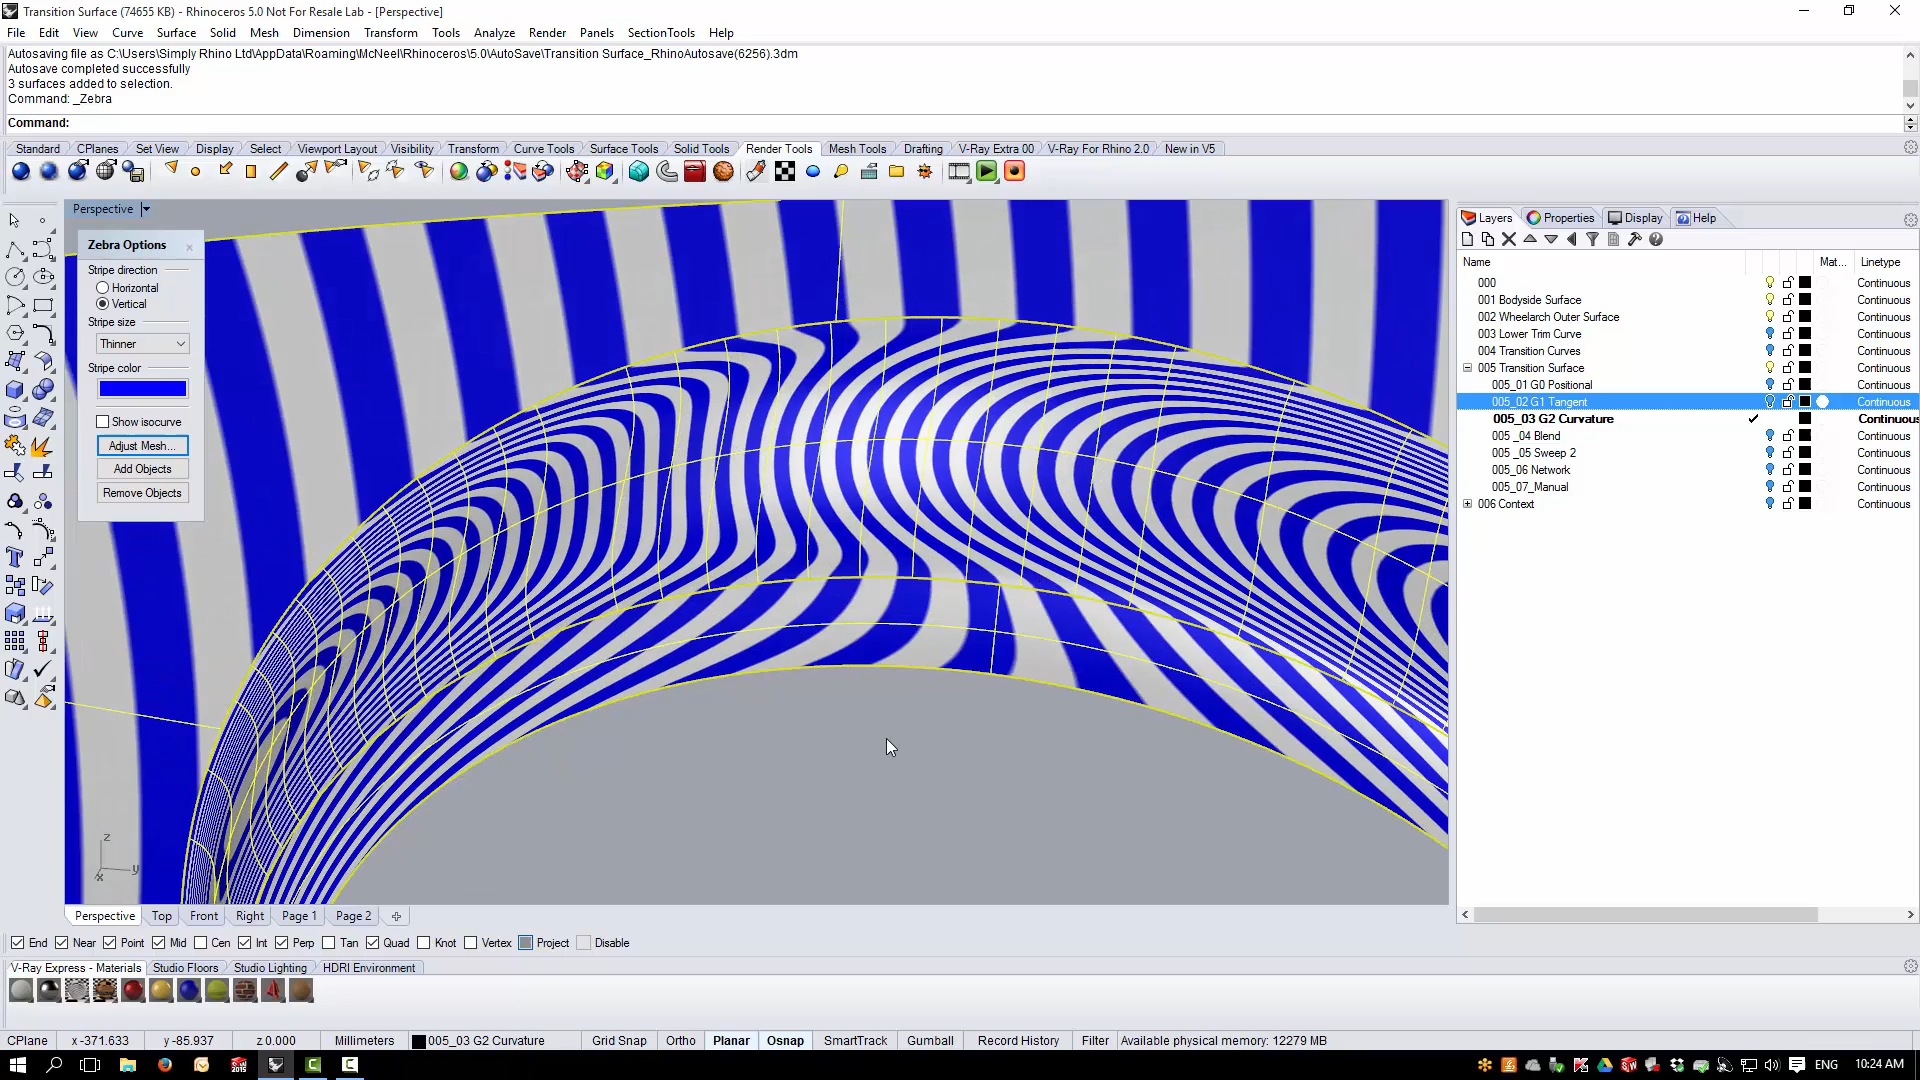 Transition Surface (74655 KB) - Rhinoceros 5.0 Not For Resale Lab - [Perspective]
File Edit View Curve Surface Solid Mesh Dimension Transform Tools Analyze Render Panels SectionTools Help
Autosaving file as C:\Users\Simply Rhino Ltd\AppData\Roaming\McNeel\Rhinoceros\5.0\AutoSave\Transition Surface_RhinoAutosave(6256).3dm
Autosave completed successfully
3 surfaces added to selection.
Command: _Zebra
Command:
Standard CPlanes Set View Display Select Viewport Layout Visibility Transform Curve Tools Surface Tools Solid Tools Render Tools Mesh Tools Drafting V-Ray Extra 00 V-Ray For Rhino 2.0 New in V5
Perspective
Zebra Options
Stripe direction
Horizontal
Vertical
Stripe size
Thinner
Stripe color
Show isocurve
Adjust Mesh...
Add Objects
Remove Objects
z
y
x
Layers Properties Display Help
Name Mat... Linetype
000 Continuous
001 Bodyside Surface Continuous
002 Wheelarch Outer Surface Continuous
003 Lower Trim Curve Continuous
004 Transition Curves Continuous
005 Transition Surface Continuous
005_01 G0 Positional Continuous
005_02 G1 Tangent Continuous
005_03 G2 Curvature Continuous
005 _04 Blend Continuous
005 _05 Sweep 2 Continuous
005_06 Network Continuous
005_07_Manual Continuous
006 Context Continuous
Perspective Top Front Right Page 1 Page 2
End Near Point Mid Cen Int Perp Tan Quad Knot Vertex Project Disable
V-Ray Express - Materials Studio Floors Studio Lighting HDRI Environment
CPlane x -371.633 y -85.937 z 0.000 Millimeters 005_03 G2 Curvature Grid Snap Ortho Planar Osnap SmartTrack Gumball Record History Filter Available physical memory: 12279 MB
ENG 10:24 AM